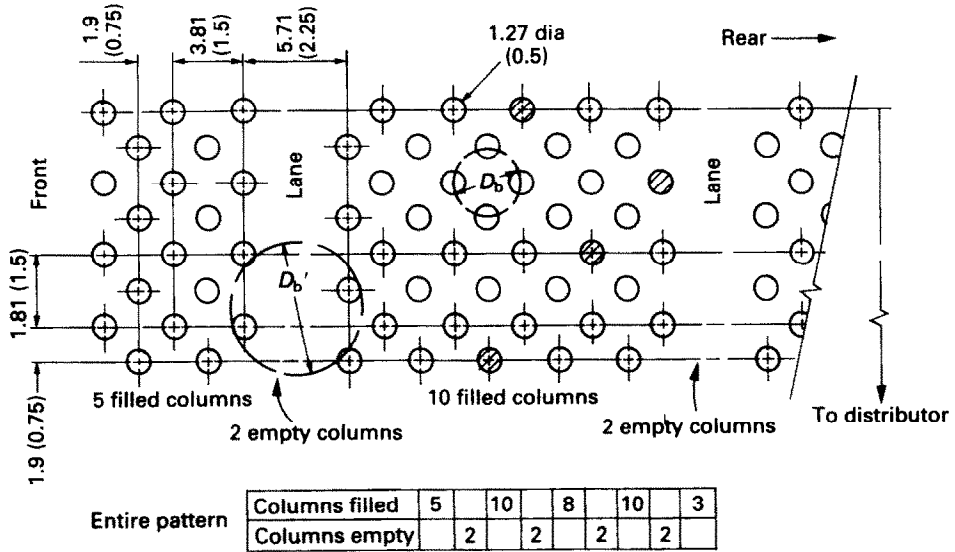 1.9
(0.75)
3.81
(1.5)
5.71
(2.25)
1.27 dia
(0.5)
Rear
Front
Lane
Lane
Db
Db'
1.81 (1.5)
1.9 (0.75)
5 filled columns
2 empty columns
10 filled columns
2 empty columns
To distributor
Entire pattern
Columns filled 5 10 8 10 3
Columns empty 2 2 2 2